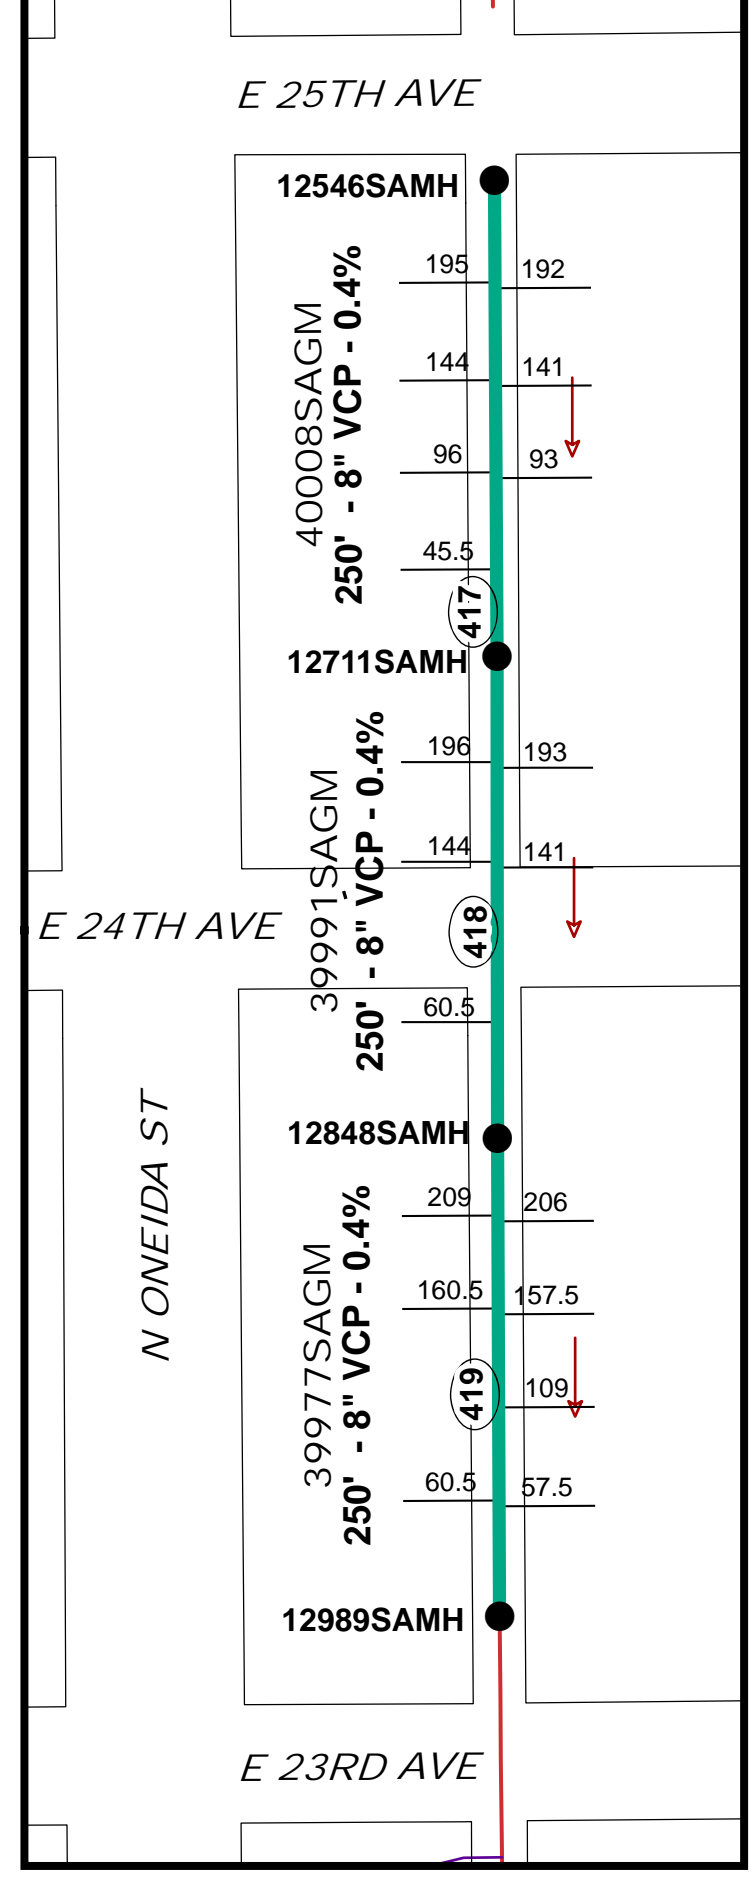 E 25TH AVE
12546SAMH
195
192
40008SAGM
250' - 8" VCP - 0.4%
144
141
96
93
45.5
417
12711SAMH
196
193
39991SAGM
250' - 8" VCP - 0.4%
144
141
E 24TH AVE
418
60.5
N ONEIDA ST
12848SAMH
209
206
39977SAGM
250' - 8" VCP - 0.4%
160.5
157.5
419
109
60.5
57.5
12989SAMH
E 23RD AVE